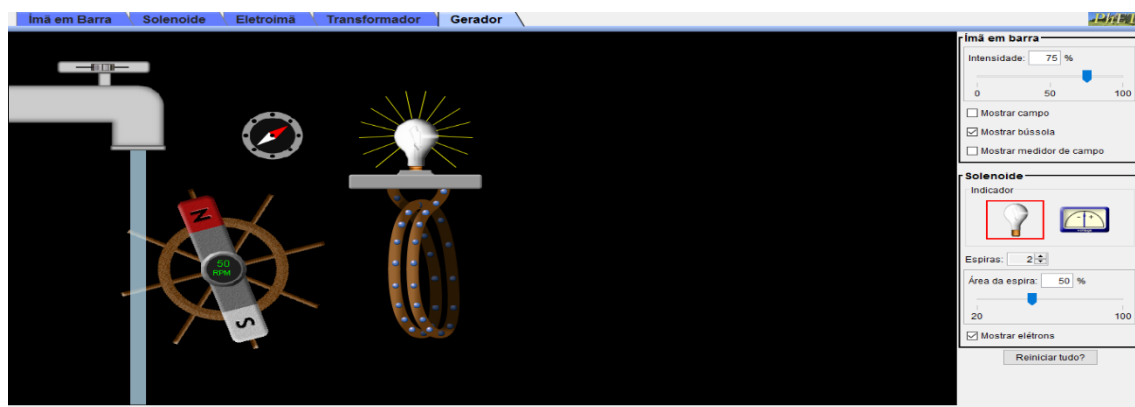 Ímã em Barra
Solenoide
Eletroímã
Transformador
Gerador
PhET
N
50
RPM
S
Ímã em barra
Intensidade: 75 %
0 50 100
Mostrar campo
Mostrar bússola
Mostrar medidor de campo
Solenoide
Indicador
- +
Espiras: 2
Área da espira: 50 %
20 100
Mostrar elétrons
Reiniciar tudo?